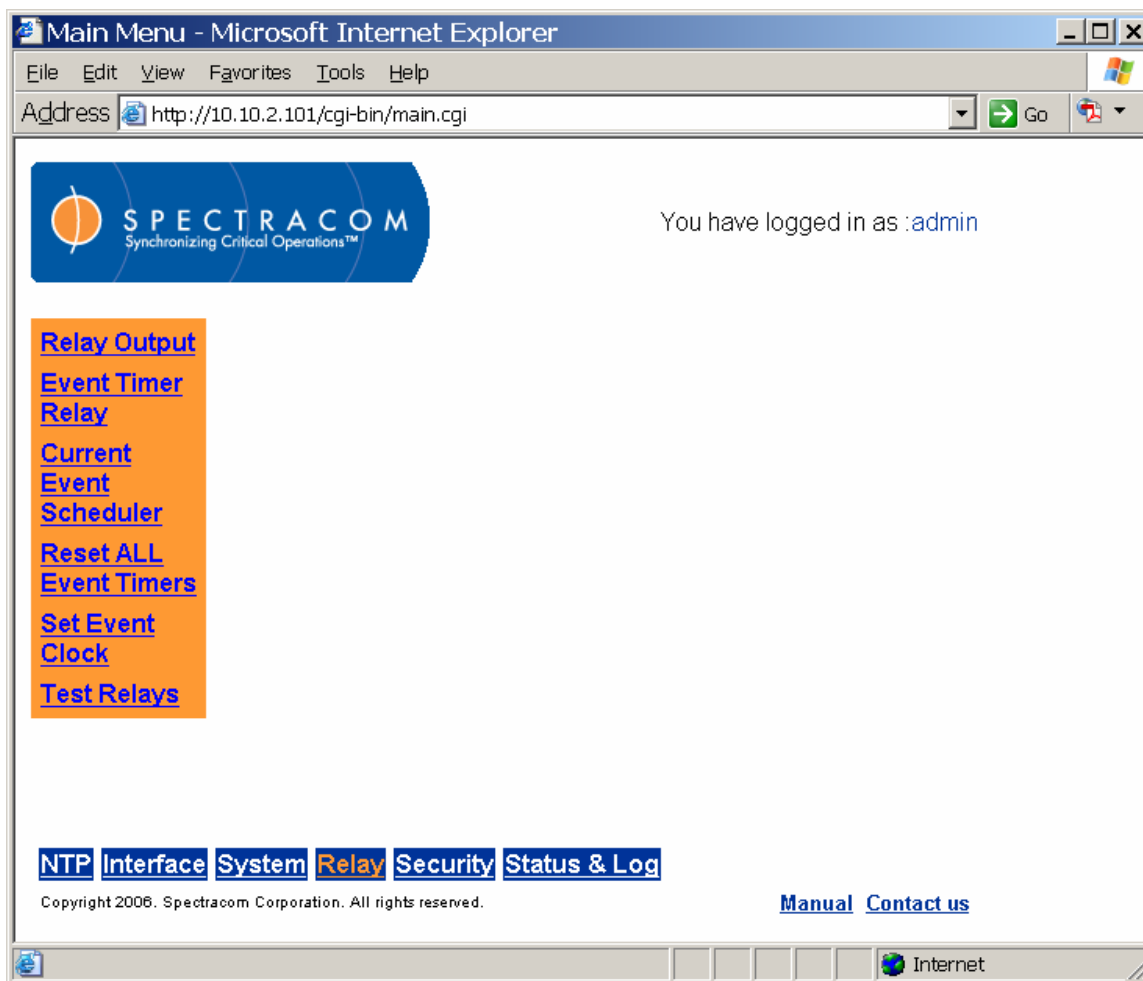 Main Menu - Microsoft Internet Explorer
File Edit View Favorites Tools Help
Address http://10.10.2.101/cgi-bin/main.cgi Go
SPECTRACOM
Synchronizing Critical Operations™
You have logged in as :admin
Relay Output
Event Timer
Relay
Current
Event
Scheduler
Reset ALL
Event Timers
Set Event
Clock
Test Relays
NTP Interface System Relay Security Status & Log
Copyright 2006. Spectracom Corporation. All rights reserved.
Manual Contact us
Internet